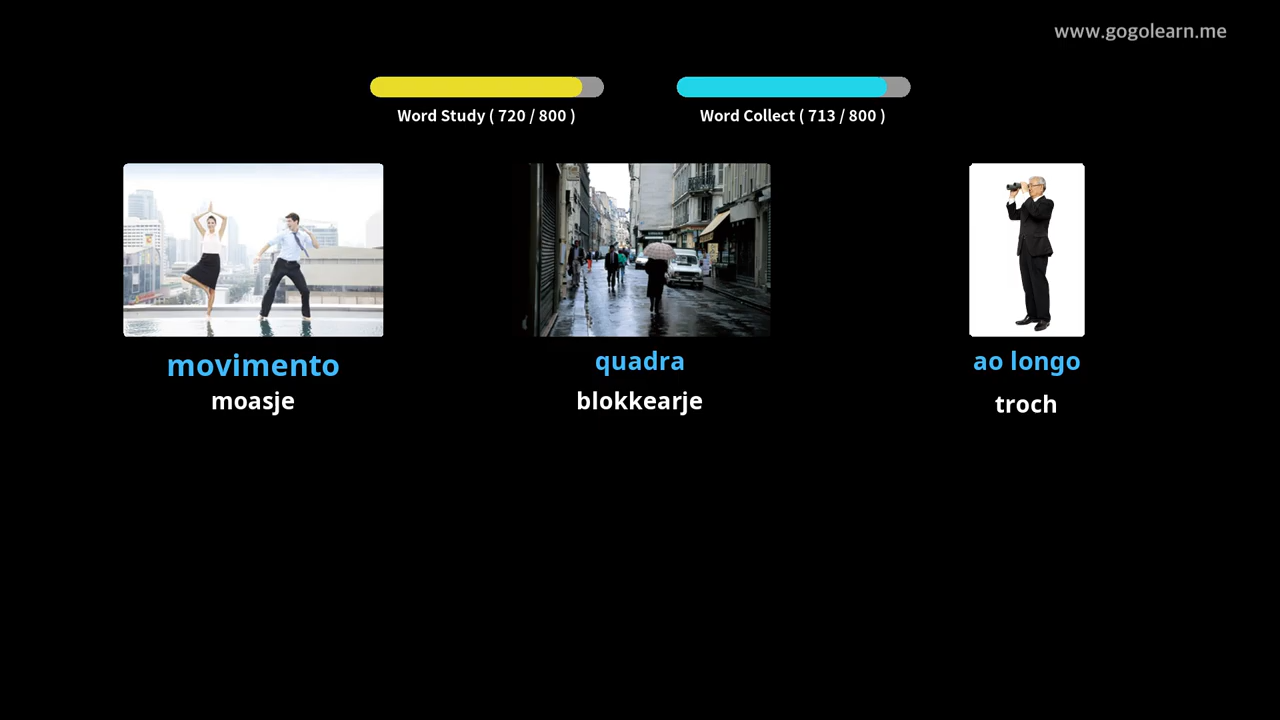 www.gogolearn.me
Word Study ( 720 / 800 )
Word Collect ( 713 / 800 )
movimento
moasje
quadra
blokkearje
ao longo
troch